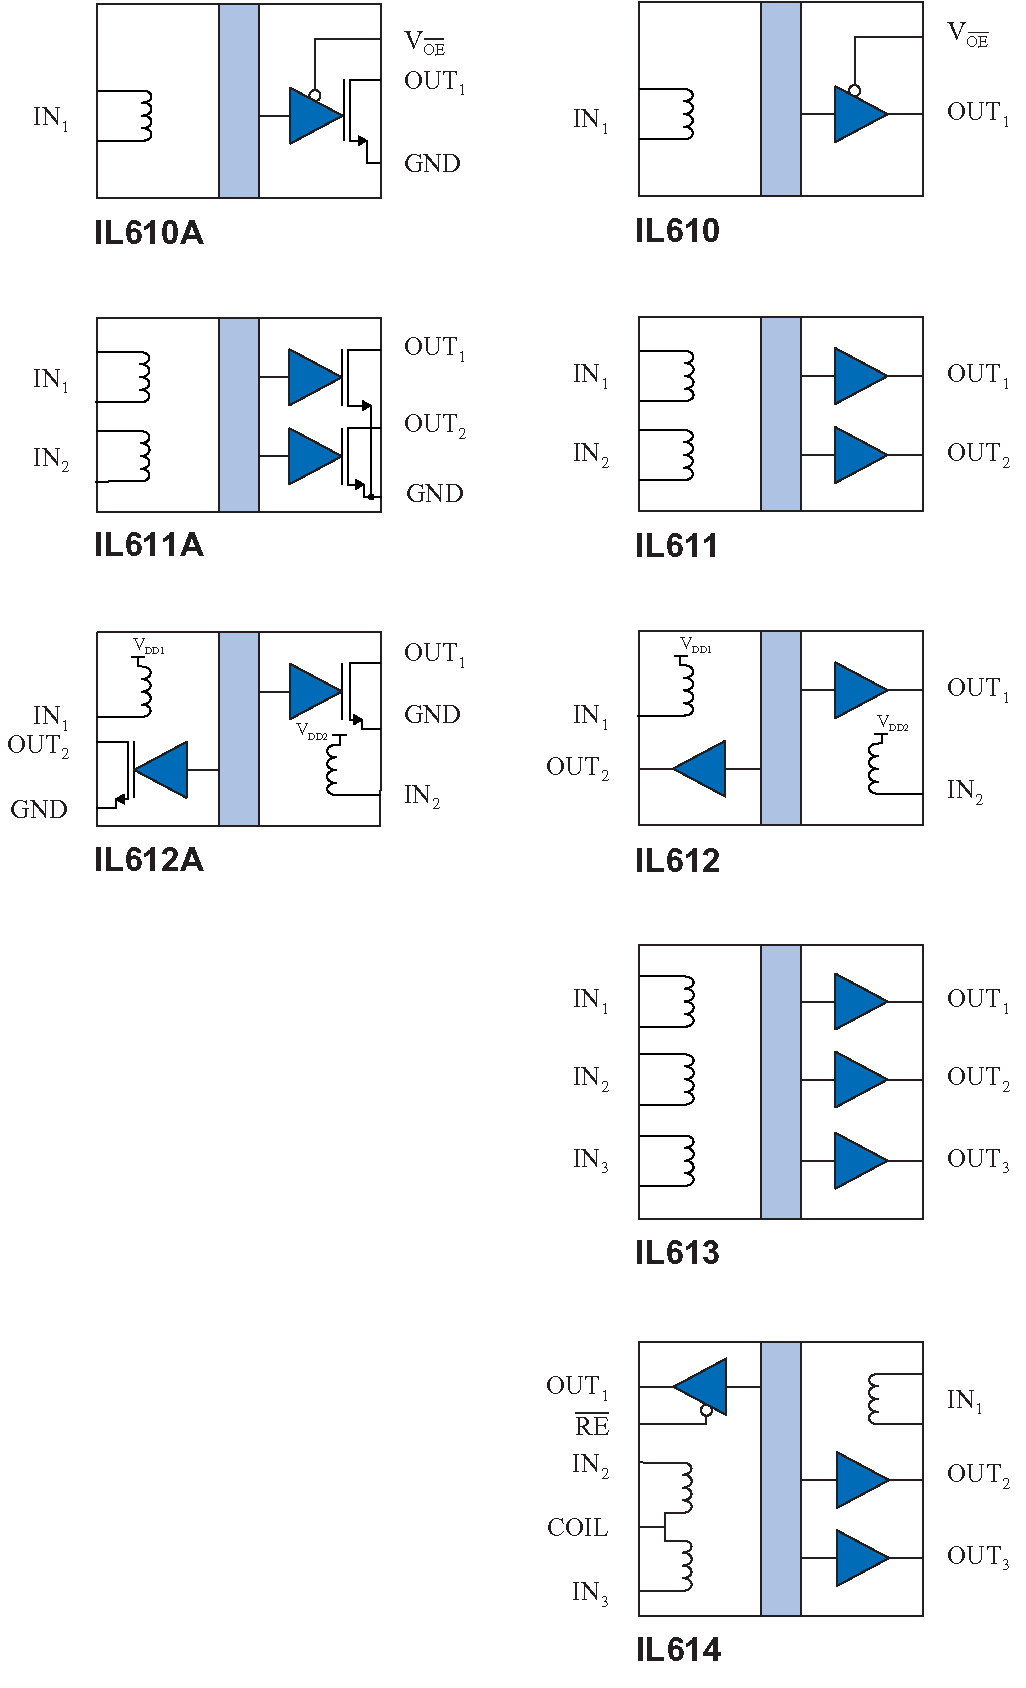 V_OE
OUT1
IN1
GND
IL610A
V_OE
IN1
OUT1
IL610
OUT1
IN1
OUT2
IN2
GND
IL611A
IN1
OUT1
IN2
OUT2
IL611
VDD1
OUT1
IN1
GND
OUT2
VDD2
IN2
GND
IL612A
VDD1
OUT1
IN1
VDD2
OUT2
IN2
IL612
IN1
OUT1
IN2
OUT2
IN3
OUT3
IL613
OUT1
IN1
RE
IN2
OUT2
COIL
OUT3
IN3
IL614